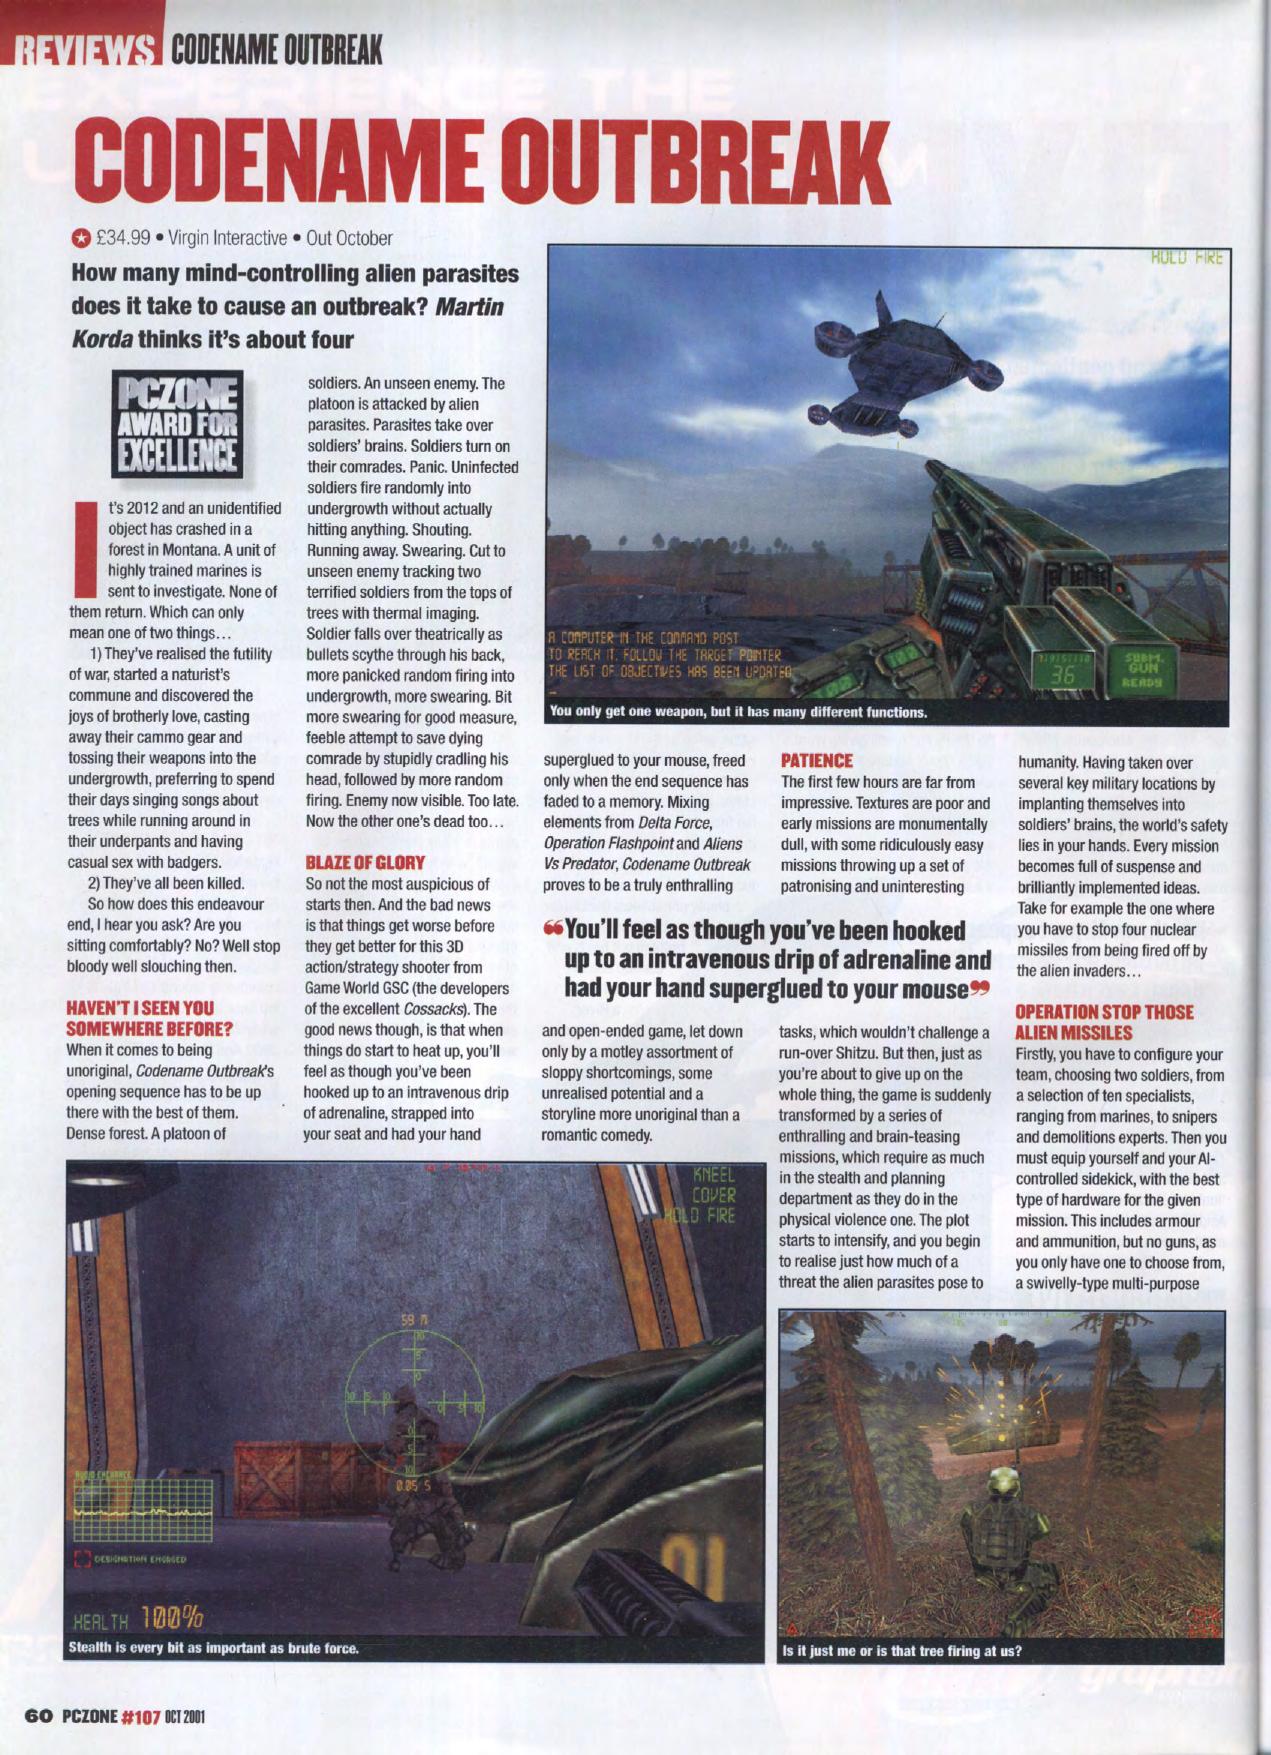 REVIEWS CODENAME OUTBREAK
CODENAME OUTBREAK
£34.99 • Virgin Interactive • Out October
How many mind-controlling alien parasites
does it take to cause an outbreak? Martin
Korda thinks it's about four
PCZONE
AWARD FOR
EXCELLENCE
It's 2012 and an unidentified
object has crashed in a
forest in Montana. A unit of
highly trained marines is
sent to investigate. None of
them return. Which can only
mean one of two things...
1) They've realised the futility
of war, started a naturist's
commune and discovered the
joys of brotherly love, casting
away their cammo gear and
tossing their weapons into the
undergrowth, preferring to spend
their days singing songs about
trees while running around in
their underpants and having
casual sex with badgers.
2) They've all been killed.
So how does this endeavour
end, I hear you ask? Are you
sitting comfortably? No? Well stop
bloody well slouching then.
HAVEN'T I SEEN YOU
SOMEWHERE BEFORE?
When it comes to being
unoriginal, Codename Outbreak's
opening sequence has to be up
there with the best of them.
Dense forest. A platoon of
soldiers. An unseen enemy. The
platoon is attacked by alien
parasites. Parasites take over
soldiers' brains. Soldiers turn on
their comrades. Panic. Uninfected
soldiers fire randomly into
undergrowth without actually
hitting anything. Shouting.
Running away. Swearing. Cut to
unseen enemy tracking two
terrified soldiers from the tops of
trees with thermal imaging.
Soldier falls over theatrically as
bullets scythe through his back,
more panicked random firing into
undergrowth, more swearing. Bit
more swearing for good measure,
feeble attempt to save dying
comrade by stupidly cradling his
head, followed by more random
firing. Enemy now visible. Too late.
Now the other one's dead too...
BLAZE OF GLORY
So not the most auspicious of
starts then. And the bad news
is that things get worse before
they get better for this 3D
action/strategy shooter from
Game World GSC (the developers
of the excellent Cossacks). The
good news though, is that when
things do start to heat up, you'll
feel as though you've been
hooked up to an intravenous drip
of adrenaline, strapped into
your seat and had your hand
HOLD FIRE
A COMPUTER IN THE COMMAND POST
TO REACH IT, FOLLOW THE TARGET POINTER
THE LIST OF OBJECTIVES HAS BEEN UPDATED
100
36
SUBM.
GUN
READY
You only get one weapon, but it has many different functions.
superglued to your mouse, freed
only when the end sequence has
faded to a memory. Mixing
elements from Delta Force,
Operation Flashpoint and Aliens
Vs Predator, Codename Outbreak
proves to be a truly enthralling
“You'll feel as though you've been hooked
up to an intravenous drip of adrenaline and
had your hand superglued to your mouse”
and open-ended game, let down
only by a motley assortment of
sloppy shortcomings, some
unrealised potential and a
storyline more unoriginal than a
romantic comedy.
PATIENCE
The first few hours are far from
impressive. Textures are poor and
early missions are monumentally
dull, with some ridiculously easy
missions throwing up a set of
patronising and uninteresting
tasks, which wouldn't challenge a
run-over Shitzu. But then, just as
you're about to give up on the
whole thing, the game is suddenly
transformed by a series of
enthralling and brain-teasing
missions, which require as much
in the stealth and planning
department as they do in the
physical violence one. The plot
starts to intensify, and you begin
to realise just how much of a
threat the alien parasites pose to
humanity. Having taken over
several key military locations by
implanting themselves into
soldiers' brains, the world's safety
lies in your hands. Every mission
becomes full of suspense and
brilliantly implemented ideas.
Take for example the one where
you have to stop four nuclear
missiles from being fired off by
the alien invaders...
OPERATION STOP THOSE
ALIEN MISSILES
Firstly, you have to configure your
team, choosing two soldiers, from
a selection of ten specialists,
ranging from marines, to snipers
and demolitions experts. Then you
must equip yourself and your AI-
controlled sidekick, with the best
type of hardware for the given
mission. This includes armour
and ammunition, but no guns, as
you only have one to choose from,
a swivelly-type multi-purpose
KNEEL
COVER
HOLD FIRE
59 M
10
5
0
10 5 0 0 5 10
0
5
10
0.05 S
AUDIO ENHANCE
DESIGNATION ENGAGED
HEALTH 100%
01
Stealth is every bit as important as brute force.
Is it just me or is that tree firing at us?
60 PCZONE #107 OCT 2001